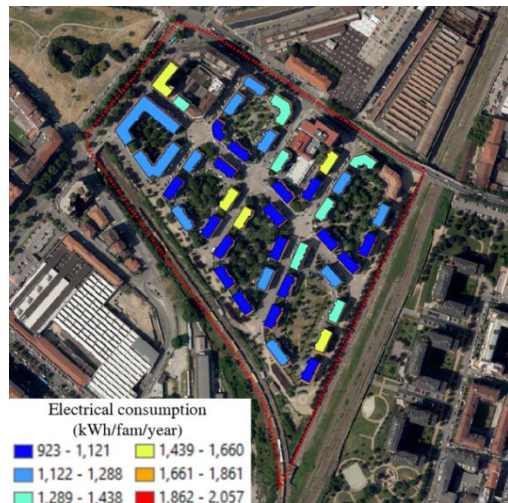 Electrical consumption
(kWh/fam/year)
923 - 1,121
1,439 - 1,660
1,122 - 1,288
1,661 - 1,861
1,289 - 1,438
1,862 - 2,057